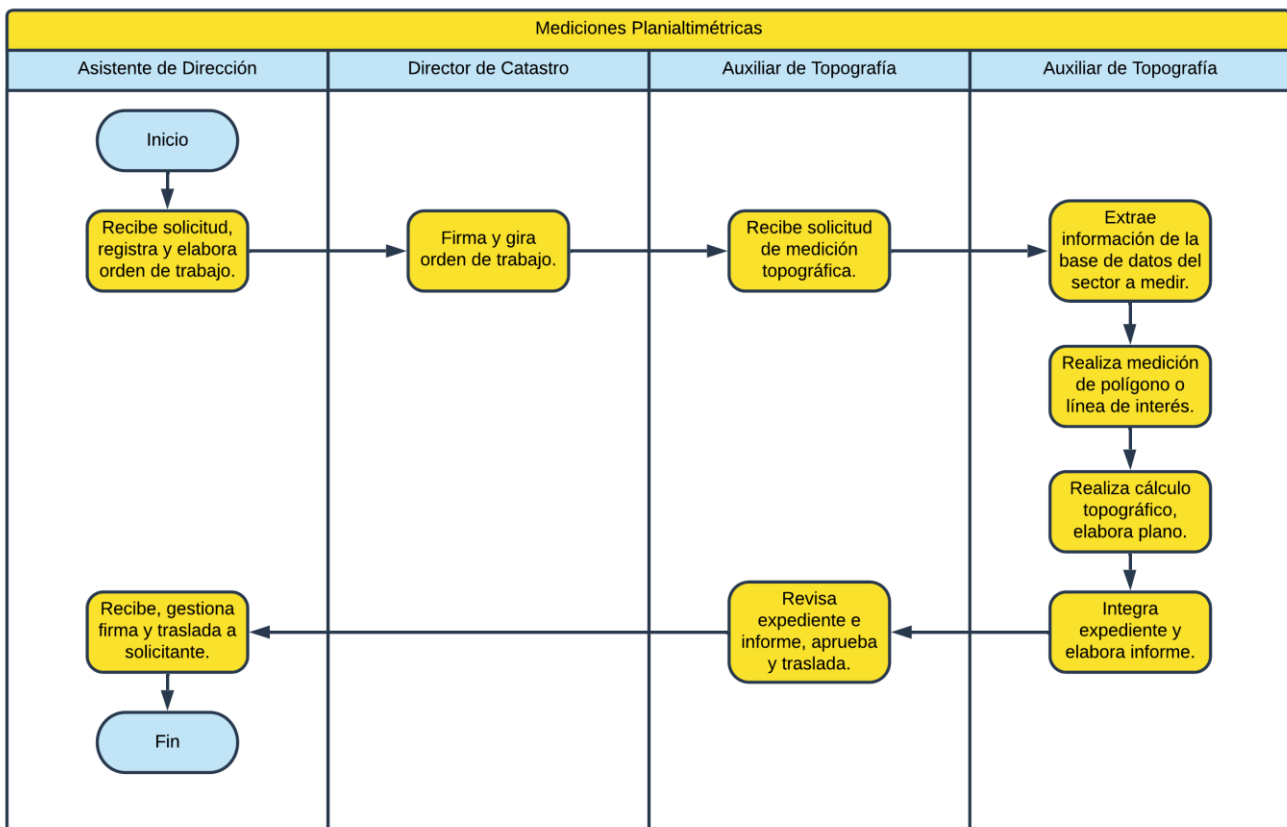 Mediciones Planialtimétricas
Asistente de Dirección
Director de Catastro
Auxiliar de Topografía
Auxiliar de Topografía
Inicio
Recibe solicitud,
registra y elabora
orden de trabajo.
Firma y gira
orden de trabajo.
Recibe solicitud
de medición
topográfica.
Extrae
información de la
base de datos del
sector a medir.
Realiza medición
de polígono o
línea de interés.
Realiza cálculo
topográfico,
elabora plano.
Integra
expediente y
elabora informe.
Revisa
expediente e
informe, aprueba
y traslada.
Recibe, gestiona
firma y traslada a
solicitante.
Fin